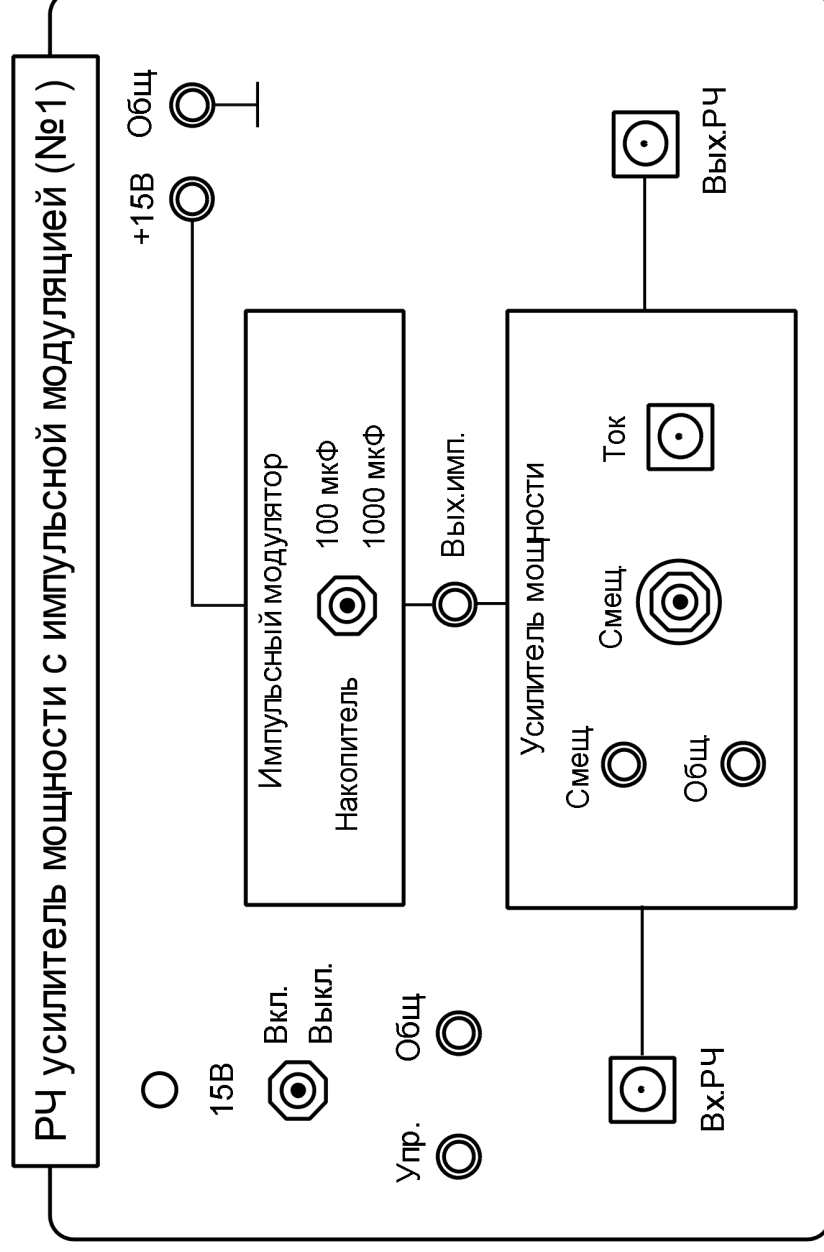 РЧ усилитель мощности с импульсной модуляцией (№1)
15В
Вкл.
Выкл.
Упр.
Общ
+15В
Общ
Импульсный модулятор
Накопитель
100 мкФ
1000 мкФ
Вых.имп.
Усилитель мощности
Смещ
Общ
Смещ
Ток
Вх.РЧ
Вых.РЧ